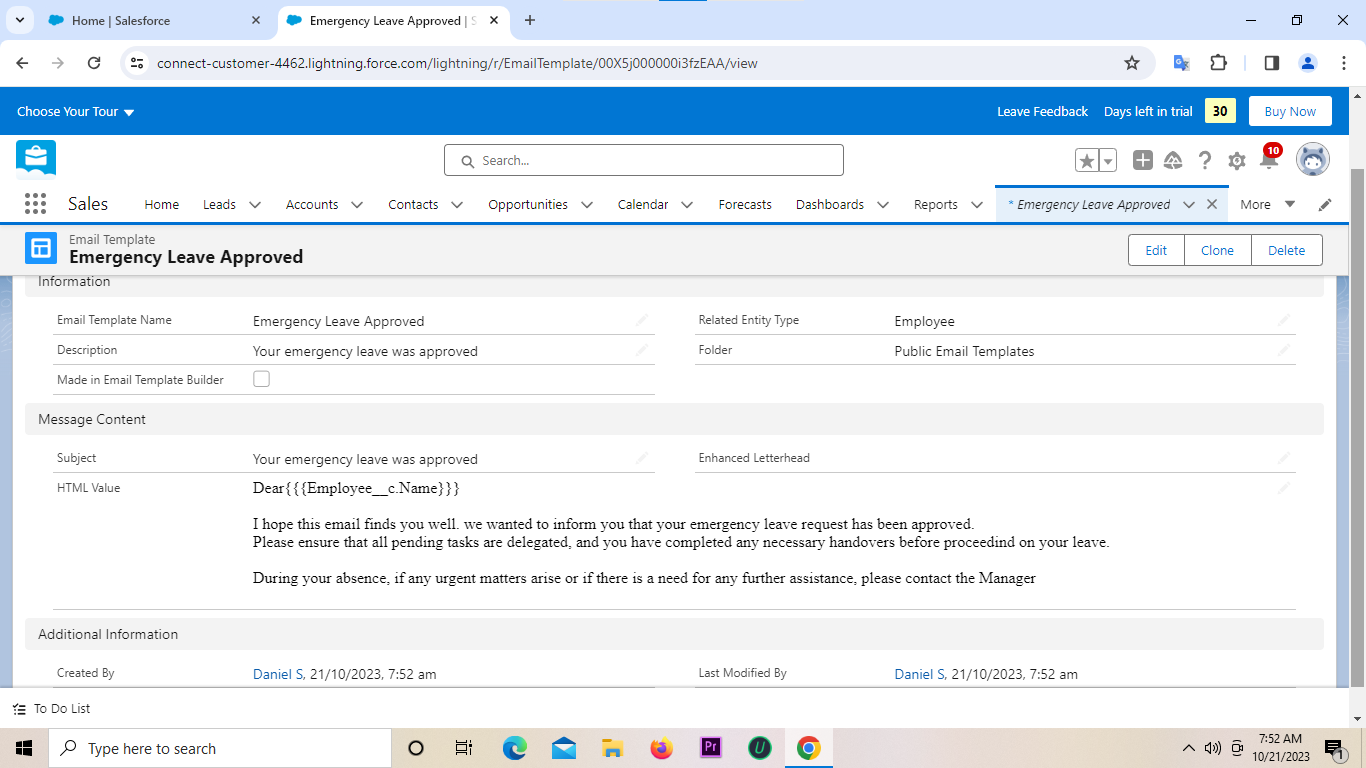 Home | Salesforce
Emergency Leave Approved |
connect-customer-4462.lightning.force.com/lightning/r/EmailTemplate/00X5j000000i3fzEAA/view
Choose Your Tour
Leave Feedback
Days left in trial
30
Buy Now
Search...
10
Sales
Home
Leads
Accounts
Contacts
Opportunities
Calendar
Forecasts
Dashboards
Reports
* Emergency Leave Approved
More
Email Template
Emergency Leave Approved
Edit
Clone
Delete
Information
Email Template Name
Emergency Leave Approved
Related Entity Type
Employee
Description
Your emergency leave was approved
Folder
Public Email Templates
Made in Email Template Builder
Message Content
Subject
Your emergency leave was approved
Enhanced Letterhead
HTML Value
Dear{{{Employee__c.Name}}}
I hope this email finds you well. we wanted to inform you that your emergency leave request has been approved.
Please ensure that all pending tasks are delegated, and you have completed any necessary handovers before proceedind on your leave.
During your absence, if any urgent matters arise or if there is a need for any further assistance, please contact the Manager
Additional Information
Created By
Daniel S, 21/10/2023, 7:52 am
Last Modified By
Daniel S, 21/10/2023, 7:52 am
To Do List
Type here to search
Pr
U
7:52 AM
10/21/2023
1